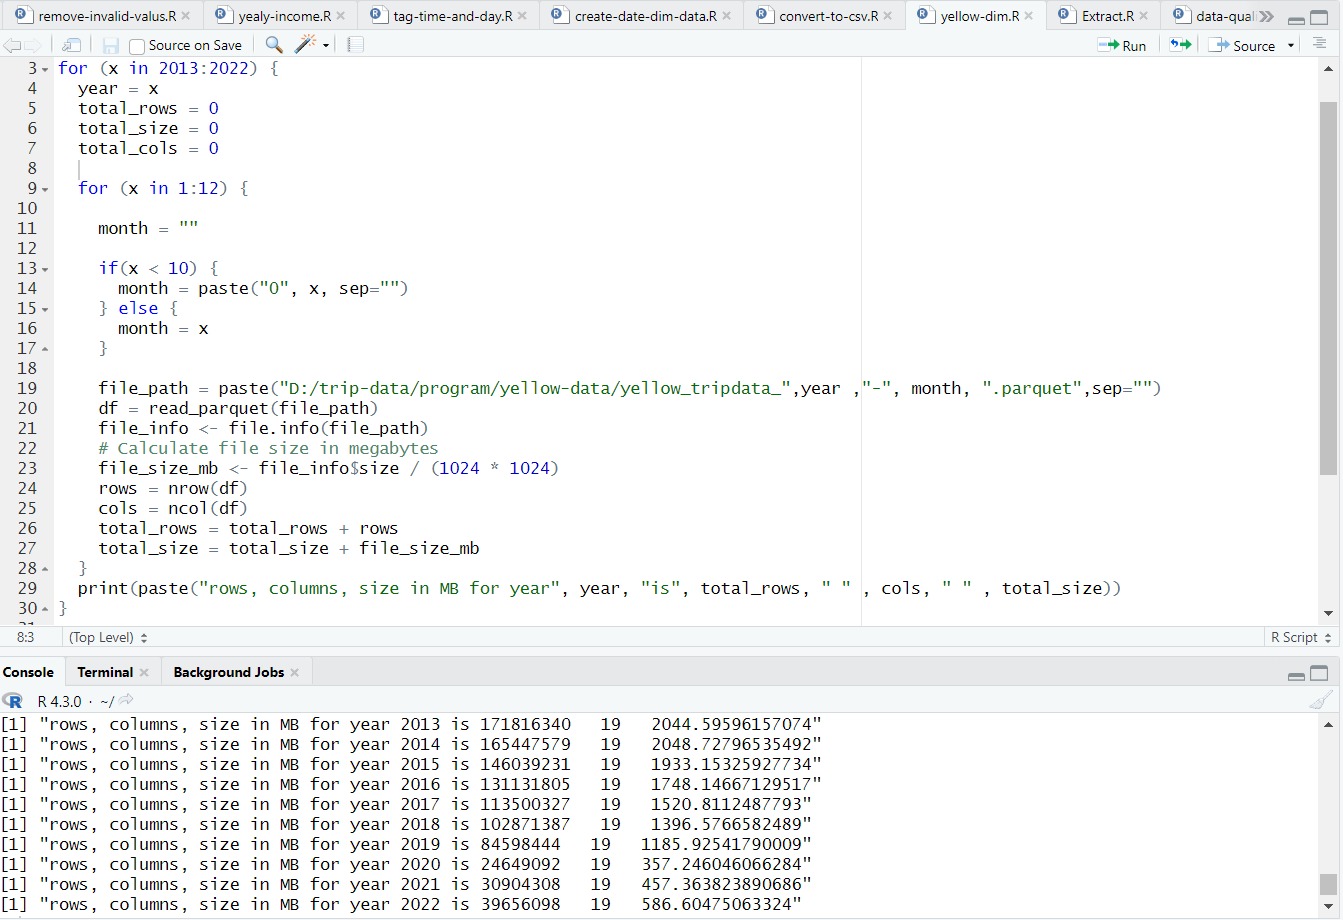 remove-invalid-valus.R yealy-income.R tag-time-and-day.R create-date-dim-data.R convert-to-csv.R yellow-dim.R Extract.R data-quali
Source on Save Run Source
3 for (x in 2013:2022) {
4 year = x
5 total_rows = 0
6 total_size = 0
7 total_cols = 0
8
9 for (x in 1:12) {
10
11 month = ""
12
13 if(x < 10) {
14 month = paste("0", x, sep="")
15 } else {
16 month = x
17 }
18
19 file_path = paste("D:/trip-data/program/yellow-data/yellow_tripdata_",year ,"-", month, ".parquet",sep="")
20 df = read_parquet(file_path)
21 file_info <- file.info(file_path)
22 # Calculate file size in megabytes
23 file_size_mb <- file_info$size / (1024 * 1024)
24 rows = nrow(df)
25 cols = ncol(df)
26 total_rows = total_rows + rows
27 total_size = total_size + file_size_mb
28 }
29 print(paste("rows, columns, size in MB for year", year, "is", total_rows, " " , cols, " " , total_size))
30 }
8:3 (Top Level) R Script
Console Terminal Background Jobs
R R 4.3.0 · ~/
[1] "rows, columns, size in MB for year 2013 is 171816340   19   2044.59596157074"
[1] "rows, columns, size in MB for year 2014 is 165447579   19   2048.72796535492"
[1] "rows, columns, size in MB for year 2015 is 146039231   19   1933.15325927734"
[1] "rows, columns, size in MB for year 2016 is 131131805   19   1748.14667129517"
[1] "rows, columns, size in MB for year 2017 is 113500327   19   1520.8112487793"
[1] "rows, columns, size in MB for year 2018 is 102871387   19   1396.5766582489"
[1] "rows, columns, size in MB for year 2019 is 84598444   19   1185.92541790009"
[1] "rows, columns, size in MB for year 2020 is 24649092   19   357.246046066284"
[1] "rows, columns, size in MB for year 2021 is 30904308   19   457.363823890686"
[1] "rows, columns, size in MB for year 2022 is 39656098   19   586.60475063324"